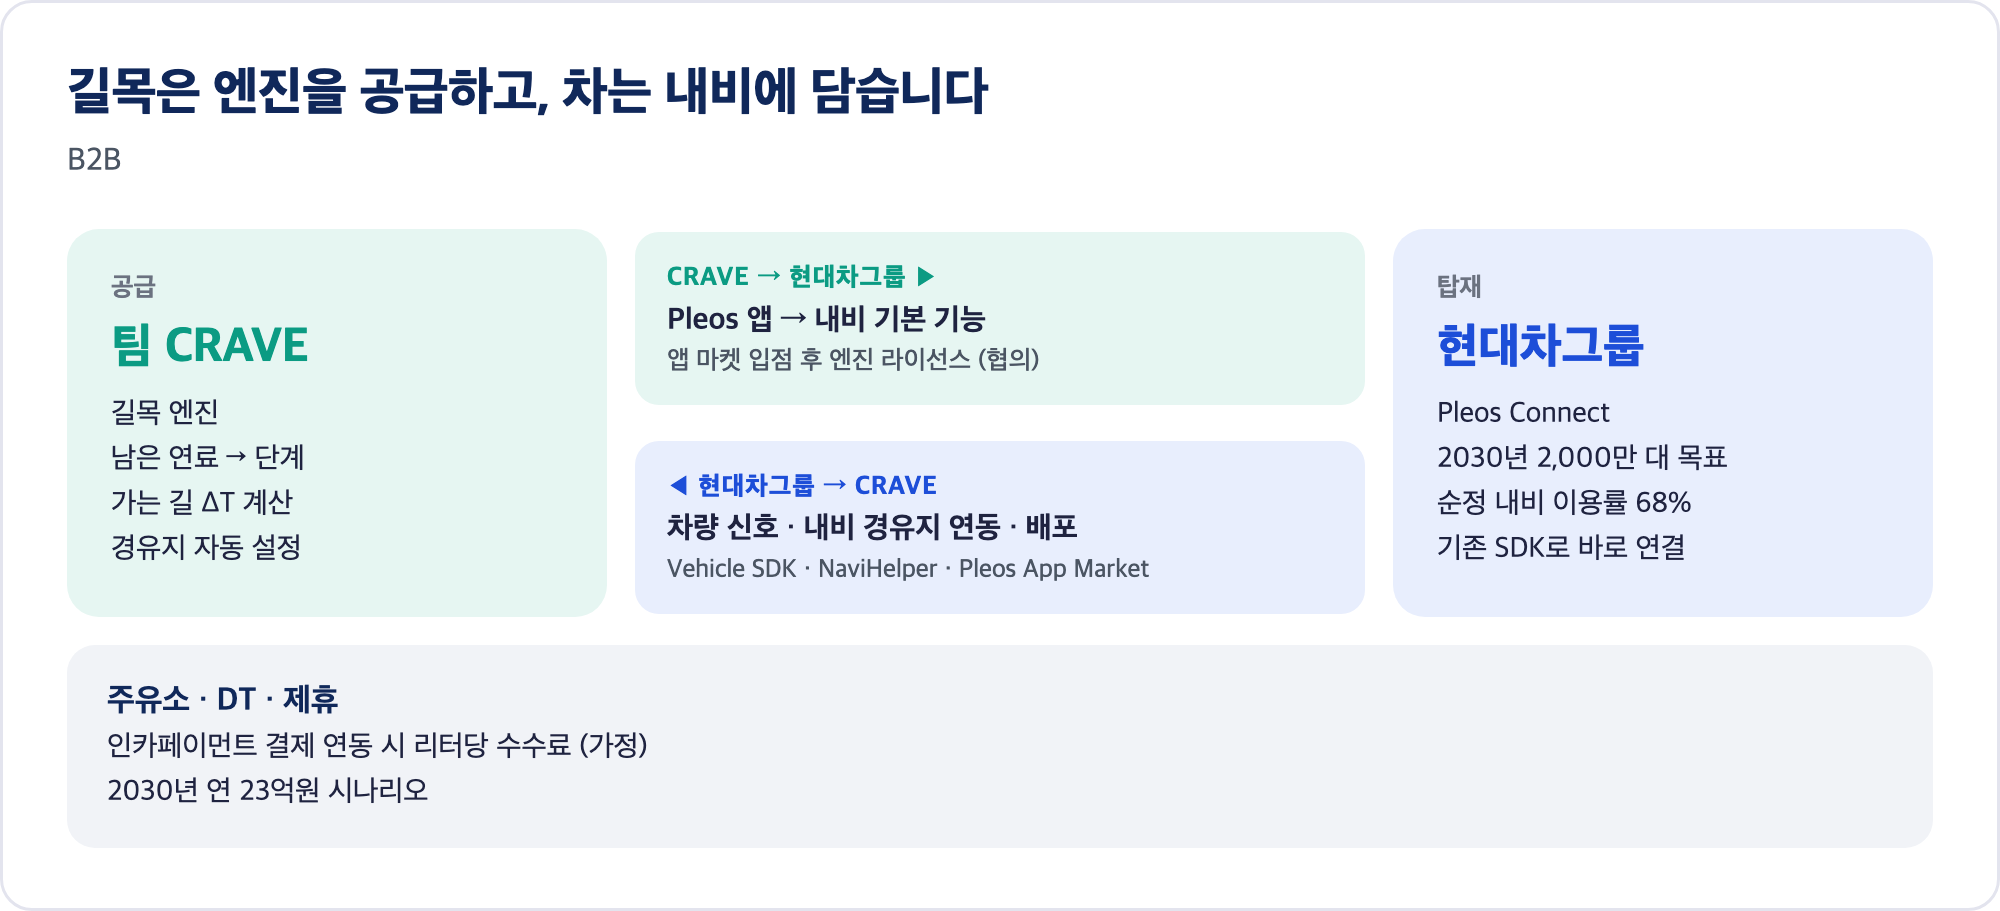 길목은 엔진을 공급하고, 차는 내비에 담습니다
B2B
공급
팀 CRAVE
길목 엔진
남은 연료 → 단계
가는 길 ΔT 계산
경유지 자동 설정
CRAVE → 현대차그룹 ▶
Pleos 앱 → 내비 기본 기능
앱 마켓 입점 후 엔진 라이선스 (협의)
◀ 현대차그룹 → CRAVE
차량 신호 · 내비 경유지 연동 · 배포
Vehicle SDK · NaviHelper · Pleos App Market
탑재
현대차그룹
Pleos Connect
2030년 2,000만 대 목표
순정 내비 이용률 68%
기존 SDK로 바로 연결
주유소 · DT · 제휴
인카페이먼트 결제 연동 시 리터당 수수료 (가정)
2030년 연 23억원 시나리오